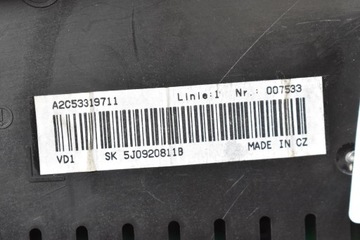 A2C53319711 Linie:1 Nr.: 007533
VD1 SK 5J0920811B MADE IN CZ